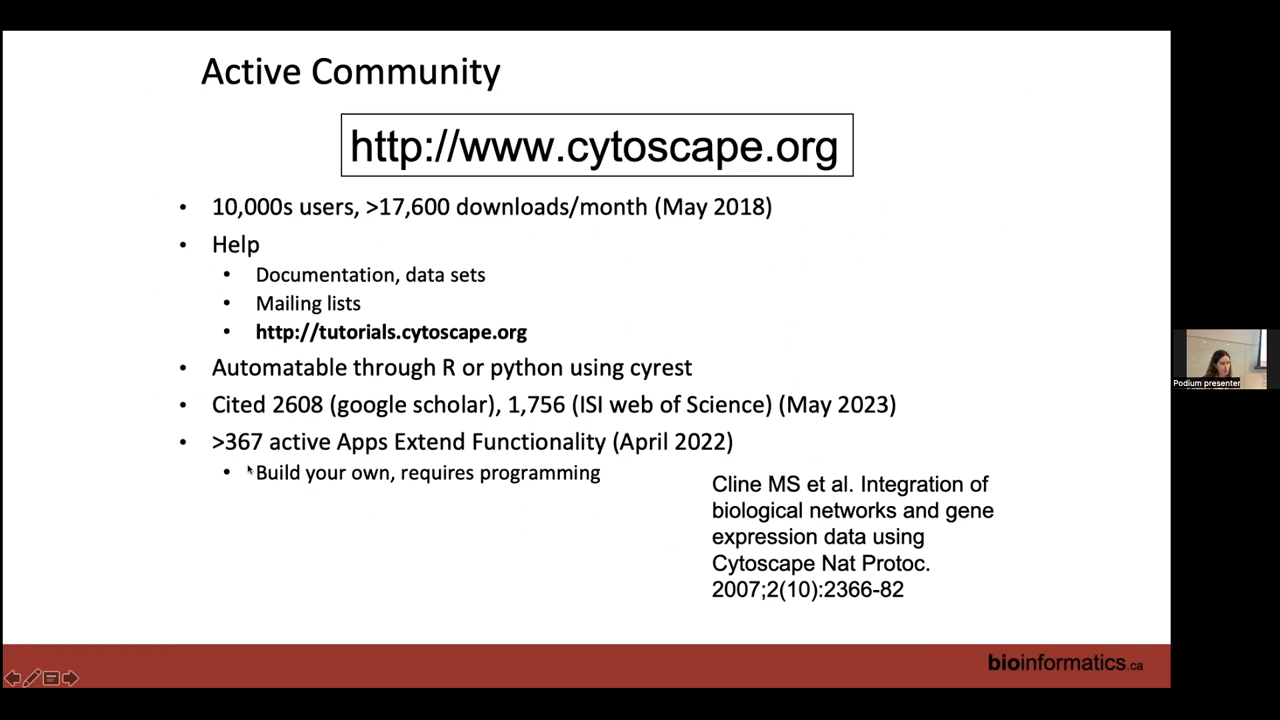 Active Community
http://www.cytoscape.org
• 10,000s users, >17,600 downloads/month (May 2018)
• Help
• Documentation, data sets
• Mailing lists
• http://tutorials.cytoscape.org
• Automatable through R or python using cyrest
• Cited 2608 (google scholar), 1,756 (ISI web of Science) (May 2023)
• >367 active Apps Extend Functionality (April 2022)
• Build your own, requires programming
Cline MS et al. Integration of
biological networks and gene
expression data using
Cytoscape Nat Protoc.
2007;2(10):2366-82
Podium presenter
bioinformatics.ca